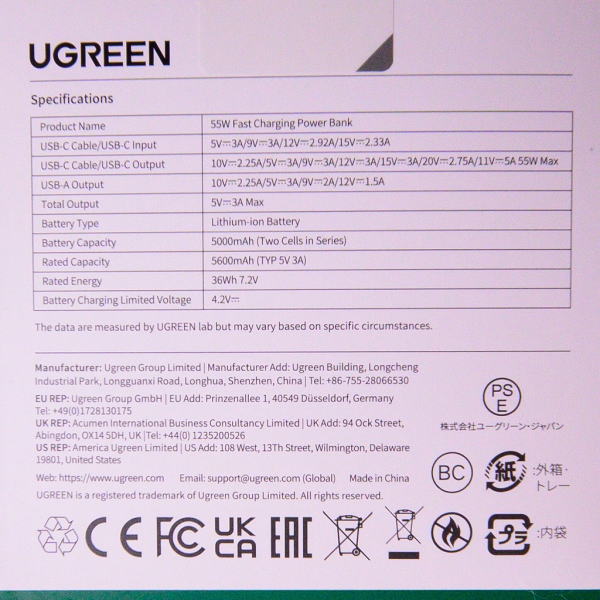 UGREEN
Specifications
Product Name 55W Fast Charging Power Bank
USB-C Cable/USB-C Input 5V⎓3A/9V⎓3A/12V⎓2.92A/15V⎓2.33A
USB-C Cable/USB-C Output 10V⎓2.25A/5V⎓3A/9V⎓3A/12V⎓3A/15V⎓3A/20V⎓2.75A/11V⎓5A 55W Max
USB-A Output 10V⎓2.25A/5V⎓3A/9V⎓2A/12V⎓1.5A
Total Output 5V⎓3A Max
Battery Type Lithium-ion Battery
Battery Capacity 5000mAh (Two Cells in Series)
Rated Capacity 5600mAh (TYP 5V 3A)
Rated Energy 36Wh 7.2V
Battery Charging Limited Voltage 4.2V⎓
The data are measured by UGREEN lab but may vary based on specific circumstances.
Manufacturer: Ugreen Group Limited | Manufacturer Add: Ugreen Building, Longcheng
Industrial Park, Longguanxi Road, Longhua, Shenzhen, China | Tel: +86-755-28066530
EU REP: Ugreen Group GmbH | EU Add: Prinzenallee 1, 40549 Düsseldorf, Germany
Tel: +49(0)1728130175
UK REP: Acumen International Business Consultancy Limited | UK Add: 94 Ock Street,
Abingdon, OX14 5DH, UK |Tel: +44(0) 1235200526
US REP: America Ugreen Limited | US Add: 108 West, 13Th Street, Wilmington, Delaware
19801, United States
Web: https://www.ugreen.com Email: support@ugreen.com (Global) Made in China
UGREEN is a registered trademark of Ugreen Group Limited. All rights reserved.
PS
E
株式会社ユーグリーン・ジャパン
BC
紙
:外箱・
トレー
CE FC UK
CA EAC
プラ
:内袋